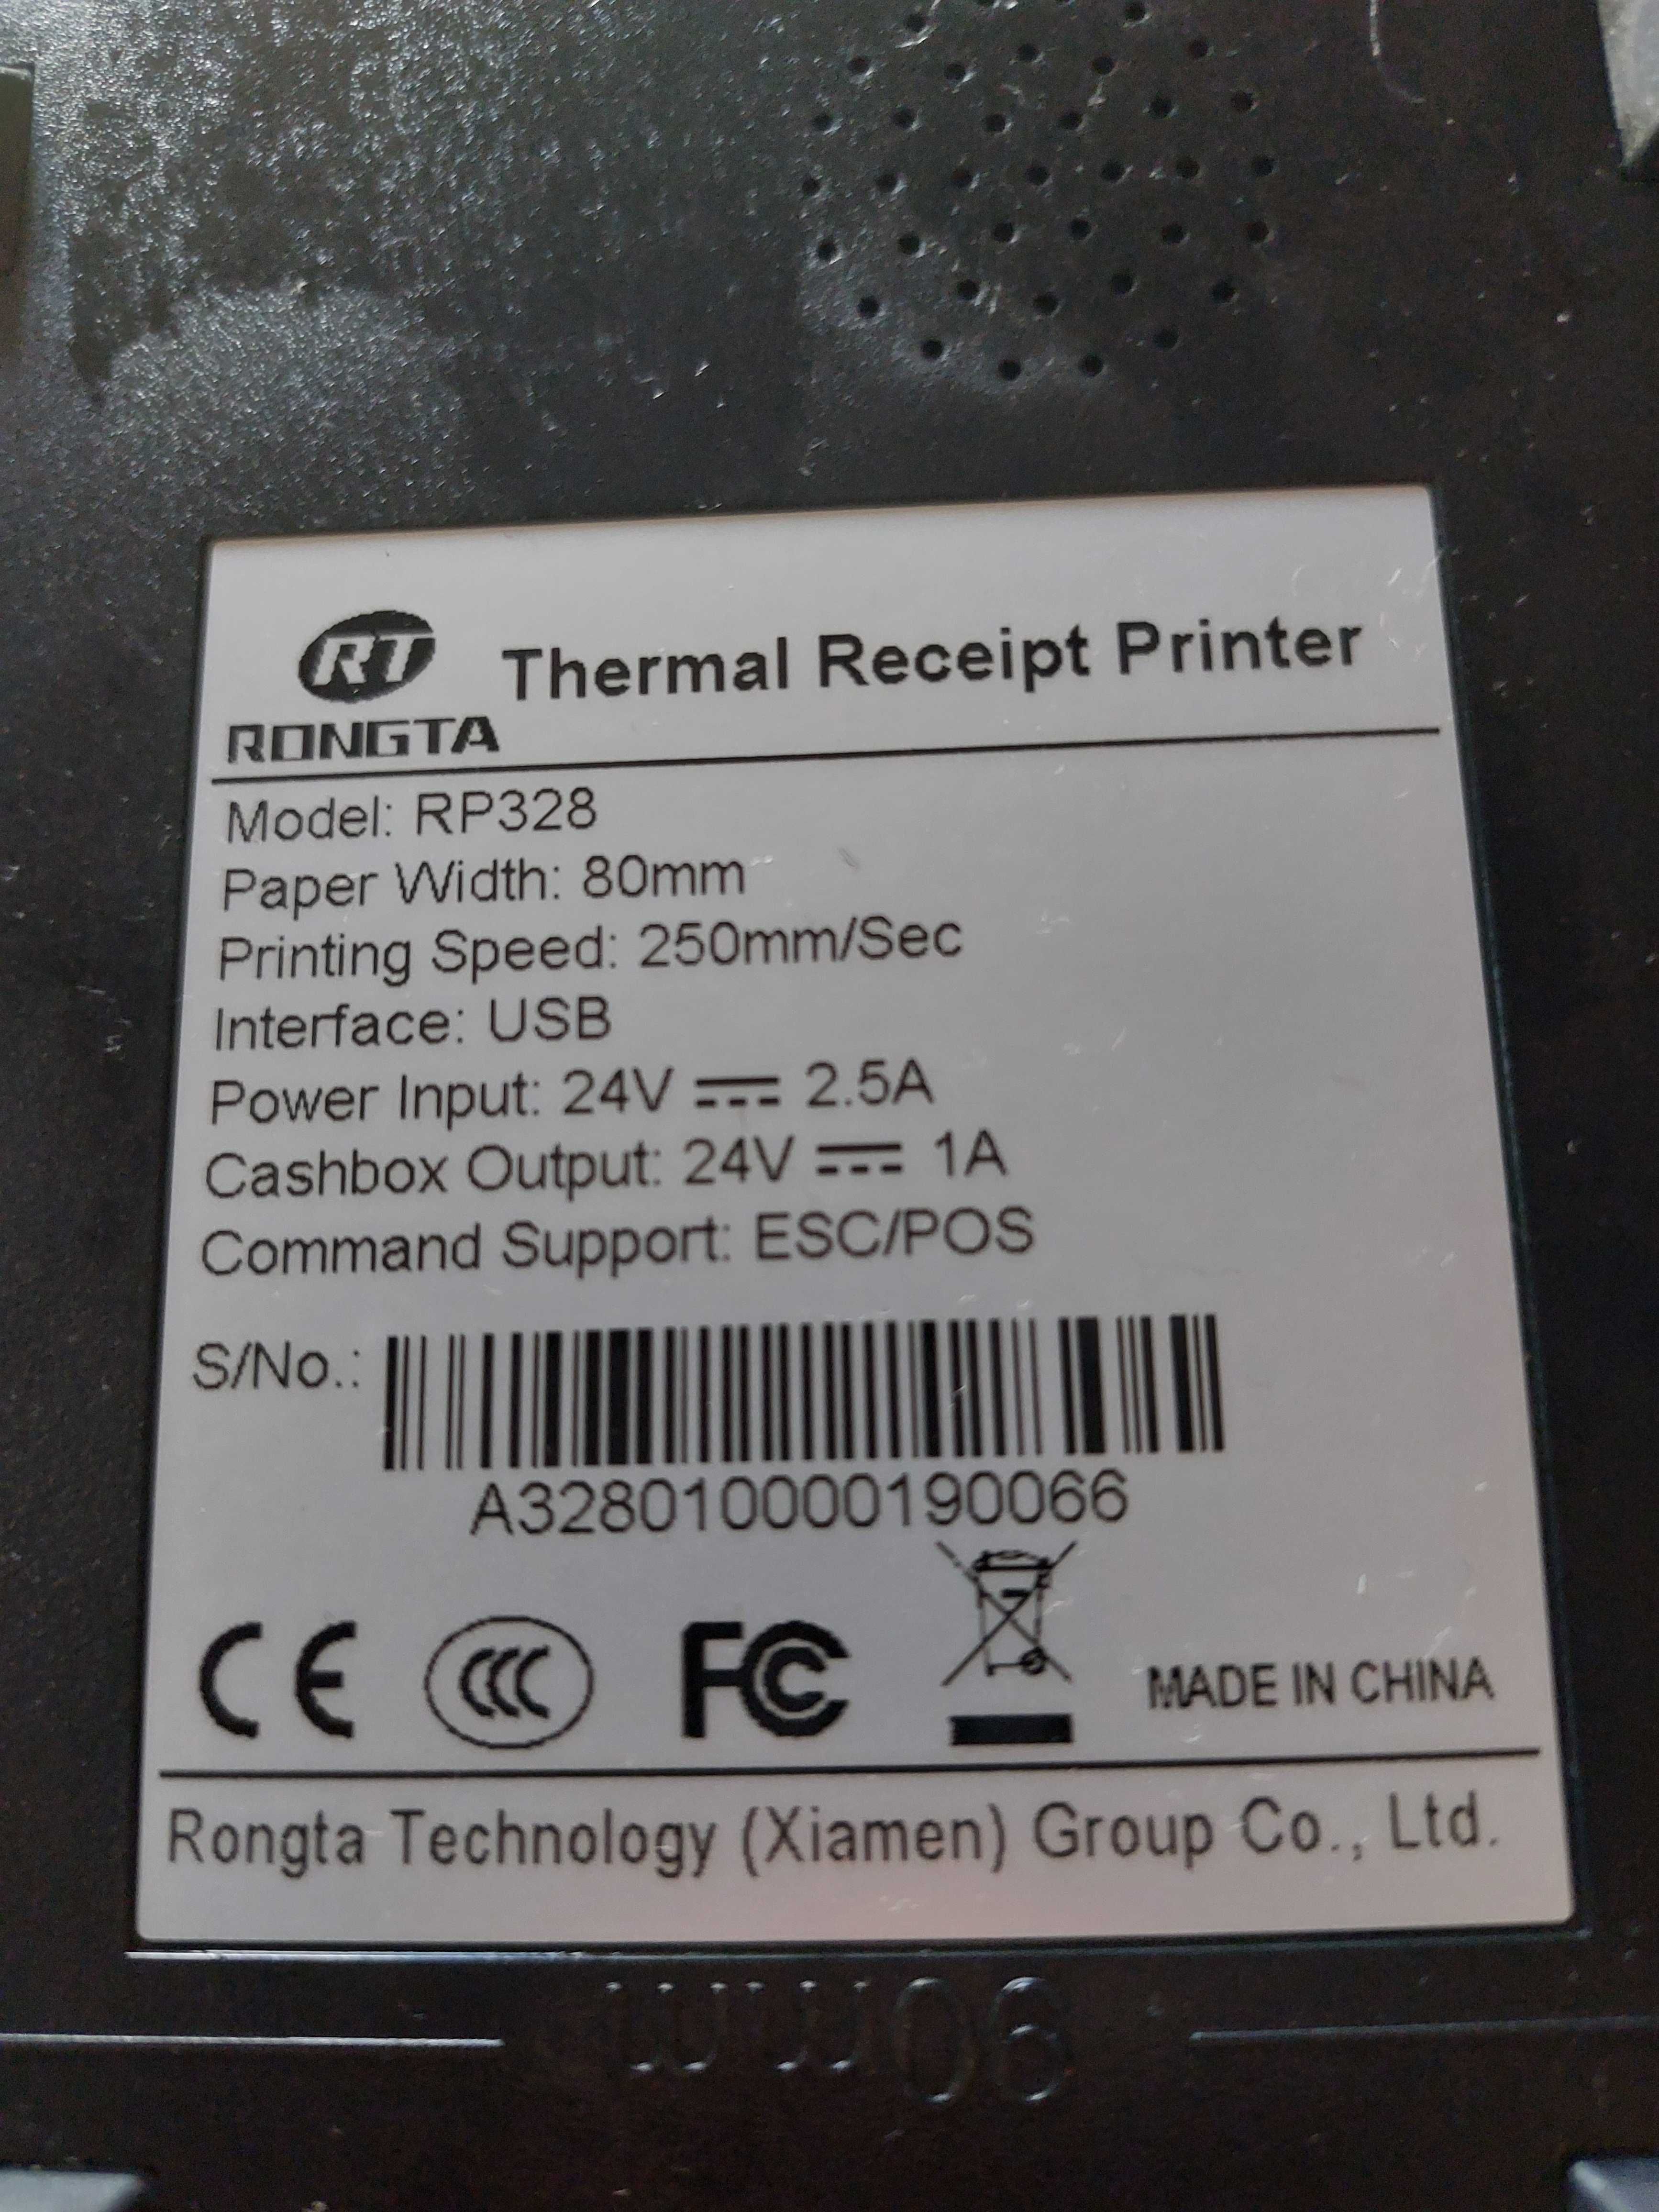 RT
RONGTA
Thermal Receipt Printer
Model: RP328
Paper Width: 80mm
Printing Speed: 250mm/Sec
Interface: USB
Power Input: 24V ⎓ 2.5A
Cashbox Output: 24V ⎓ 1A
Command Support: ESC/POS
S/No.:
A328010000190066
CE CCC FC MADE IN CHINA
Rongta Technology (Xiamen) Group Co., Ltd.
90mm